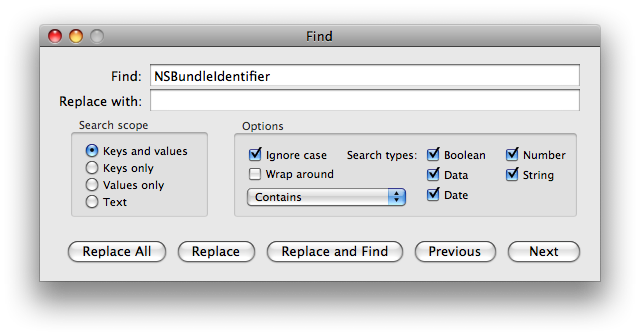 Find
Find: NSBundleIdentifier
Replace with:
Search scope
Keys and values
Keys only
Values only
Text
Options
Ignore case Search types: Boolean Number
Wrap around Data String
Contains Date
Replace All Replace Replace and Find Previous Next